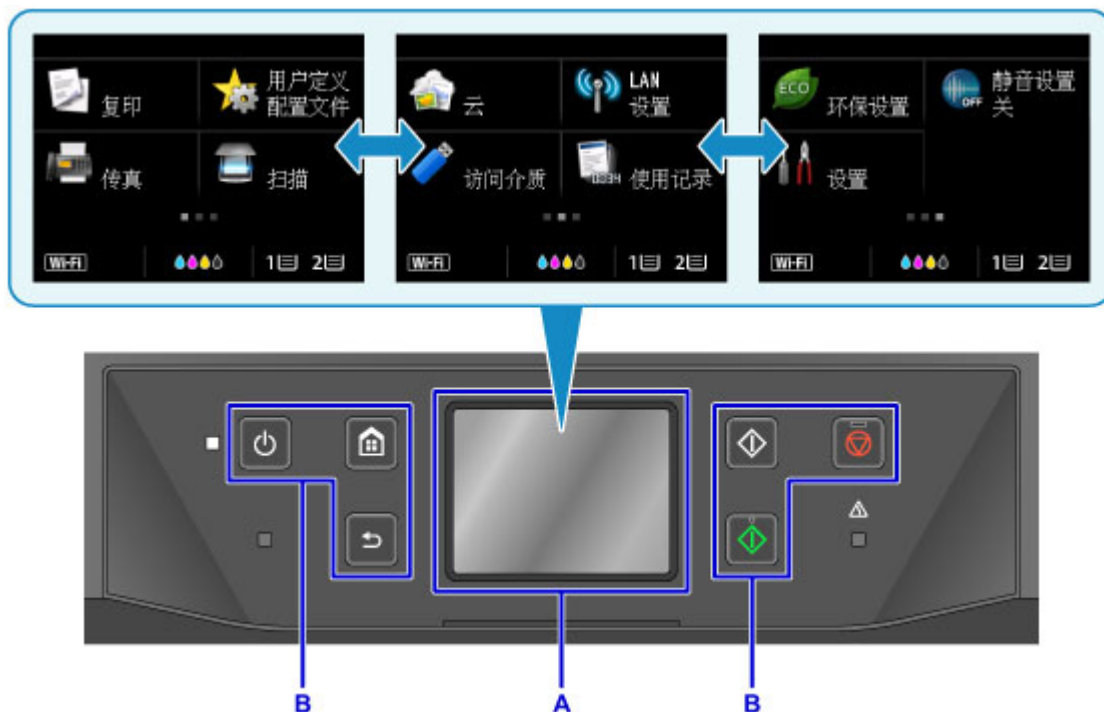 复印
用户定义
配置文件
传真
扫描
Wi-Fi
1 2
云
LAN
设置
访问介质
使用记录
Wi-Fi
1 2
ECO
环保设置
OFF
静音设置
关
设置
Wi-Fi
1 2
B A B